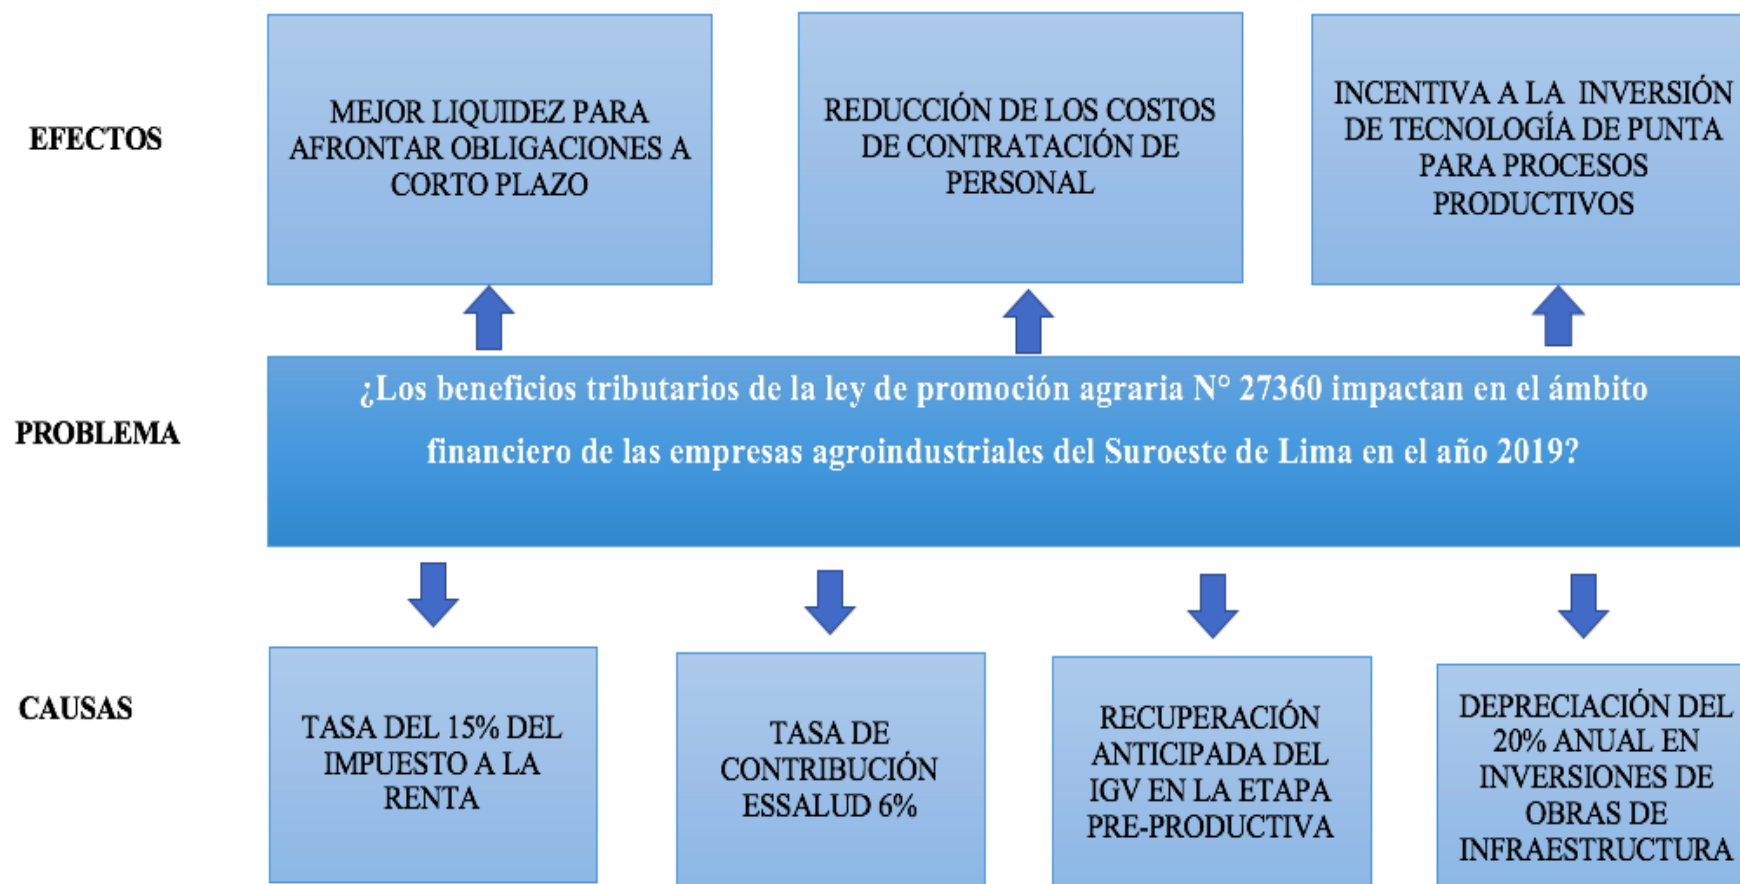 EFECTOS
MEJOR LIQUIDEZ PARA
AFRONTAR OBLIGACIONES A
CORTO PLAZO
REDUCCIÓN DE LOS COSTOS
DE CONTRATACIÓN DE
PERSONAL
INCENTIVA A LA INVERSIÓN
DE TECNOLOGÍA DE PUNTA
PARA PROCESOS
PRODUCTIVOS
PROBLEMA
¿Los beneficios tributarios de la ley de promoción agraria N° 27360 impactan en el ámbito
financiero de las empresas agroindustriales del Suroeste de Lima en el año 2019?
CAUSAS
TASA DEL 15% DEL
IMPUESTO A LA
RENTA
TASA DE
CONTRIBUCIÓN
ESSALUD 6%
RECUPERACIÓN
ANTICIPADA DEL
IGV EN LA ETAPA
PRE-PRODUCTIVA
DEPRECIACIÓN DEL
20% ANUAL EN
INVERSIONES DE
OBRAS DE
INFRAESTRUCTURA